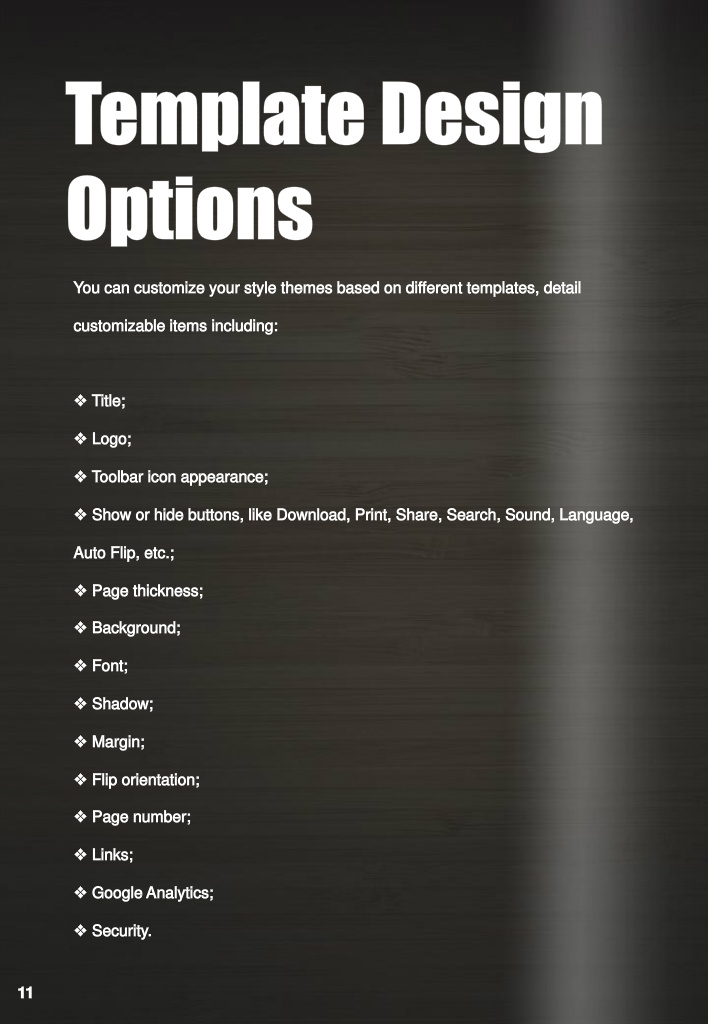 Template Design
Options
You can customize your style themes based on different templates, detail
customizable items including:
❖ Title;
❖ Logo;
❖ Toolbar icon appearance;
❖ Show or hide buttons, like Download, Print, Share, Search, Sound, Language,
Auto Flip, etc.;
❖ Page thickness;
❖ Background;
❖ Font;
❖ Shadow;
❖ Margin;
❖ Flip orientation;
❖ Page number;
❖ Links;
❖ Google Analytics;
❖ Security.
11